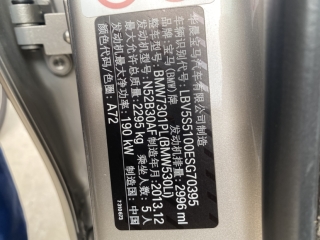 华晨宝马汽车有限公司制造
品牌:宝马(BMW)牌
车辆识别代号:LBV5S5100ESG70395
整车型号:BMW7301PL(BMW530Li)
发动机型号:N52B30AF 发动机排量:2996 ml
最大允许总质量:2295 kg 制造年月:2013.12
发动机最大净功率:190 kW 乘坐人数:5 人
颜色代码/色圈:A72 制造国:中国